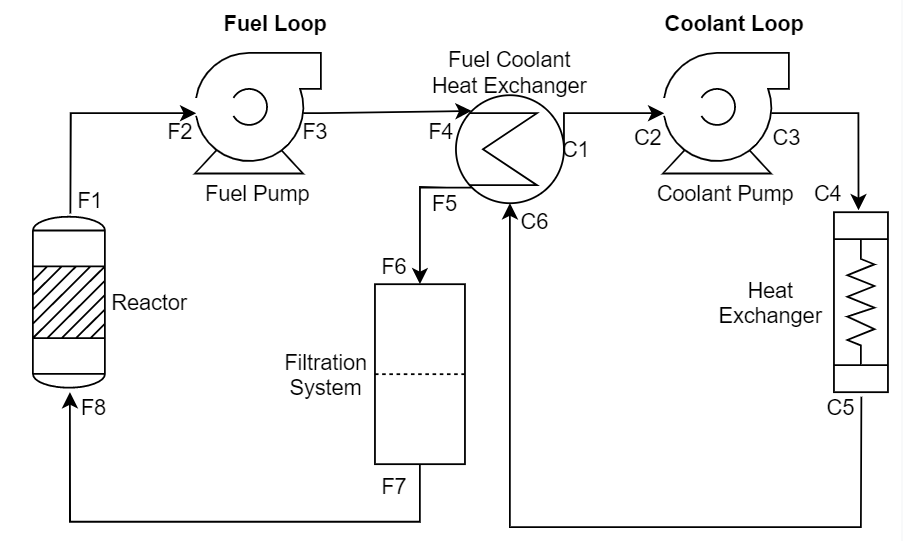 Fuel Loop
Coolant Loop
Fuel Coolant
Heat Exchanger
F2
F3
F4
C1
C2
C3
Fuel Pump
Coolant Pump
F1
F5
C6
C4
F6
Reactor
Heat
Exchanger
Filtration
System
F8
C5
F7